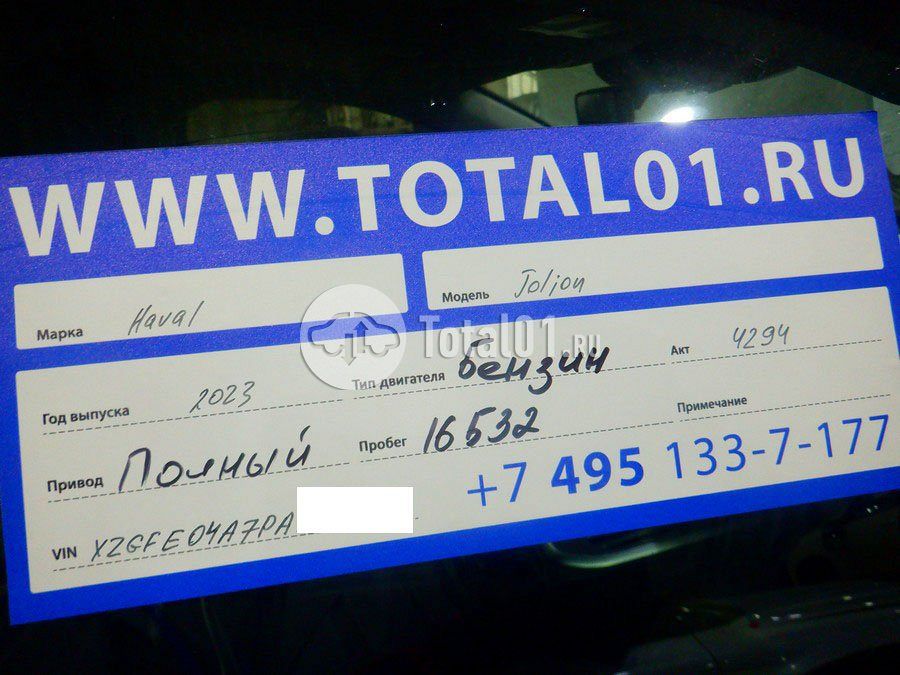 WWW.TOTAL01.RU
Марка Haval Модель Jolion
Total01.ru
Год выпуска 2023 Тип двигателя Бензин Акт 4294
Привод Полный Пробег 16532 Примечание
+7 495 133-7-177
VIN XZGFE04A7PA